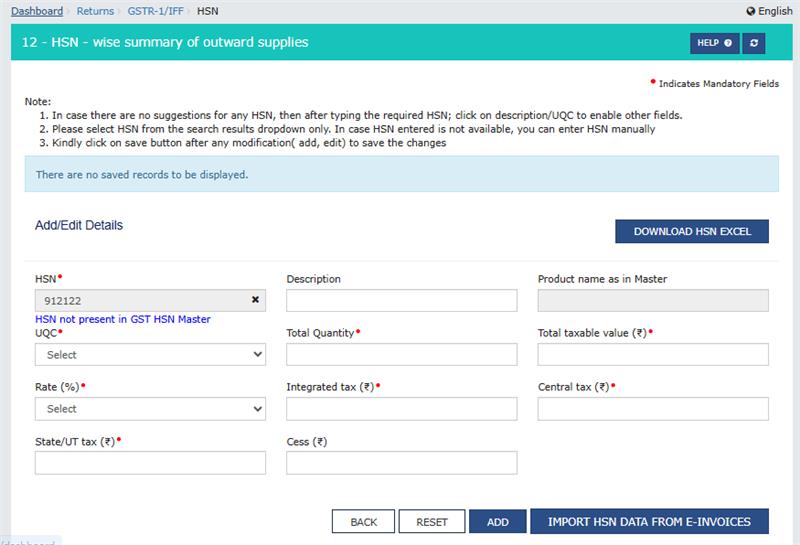 Dashboard › Returns › GSTR-1/IFF › HSN English
12 - HSN - wise summary of outward supplies HELP
• Indicates Mandatory Fields
Note:
1. In case there are no suggestions for any HSN, then after typing the required HSN; click on description/UQC to enable other fields.
2. Please select HSN from the search results dropdown only. In case HSN entered is not available, you can enter HSN manually
3. Kindly click on save button after any modification( add, edit) to save the changes
There are no saved records to be displayed.
Add/Edit Details DOWNLOAD HSN EXCEL
HSN• Description Product name as in Master
912122
HSN not present in GST HSN Master
UQC• Total Quantity• Total taxable value (₹)•
Select
Rate (%)• Integrated tax (₹)• Central tax (₹)•
Select
State/UT tax (₹)• Cess (₹)
BACK RESET ADD IMPORT HSN DATA FROM E-INVOICES